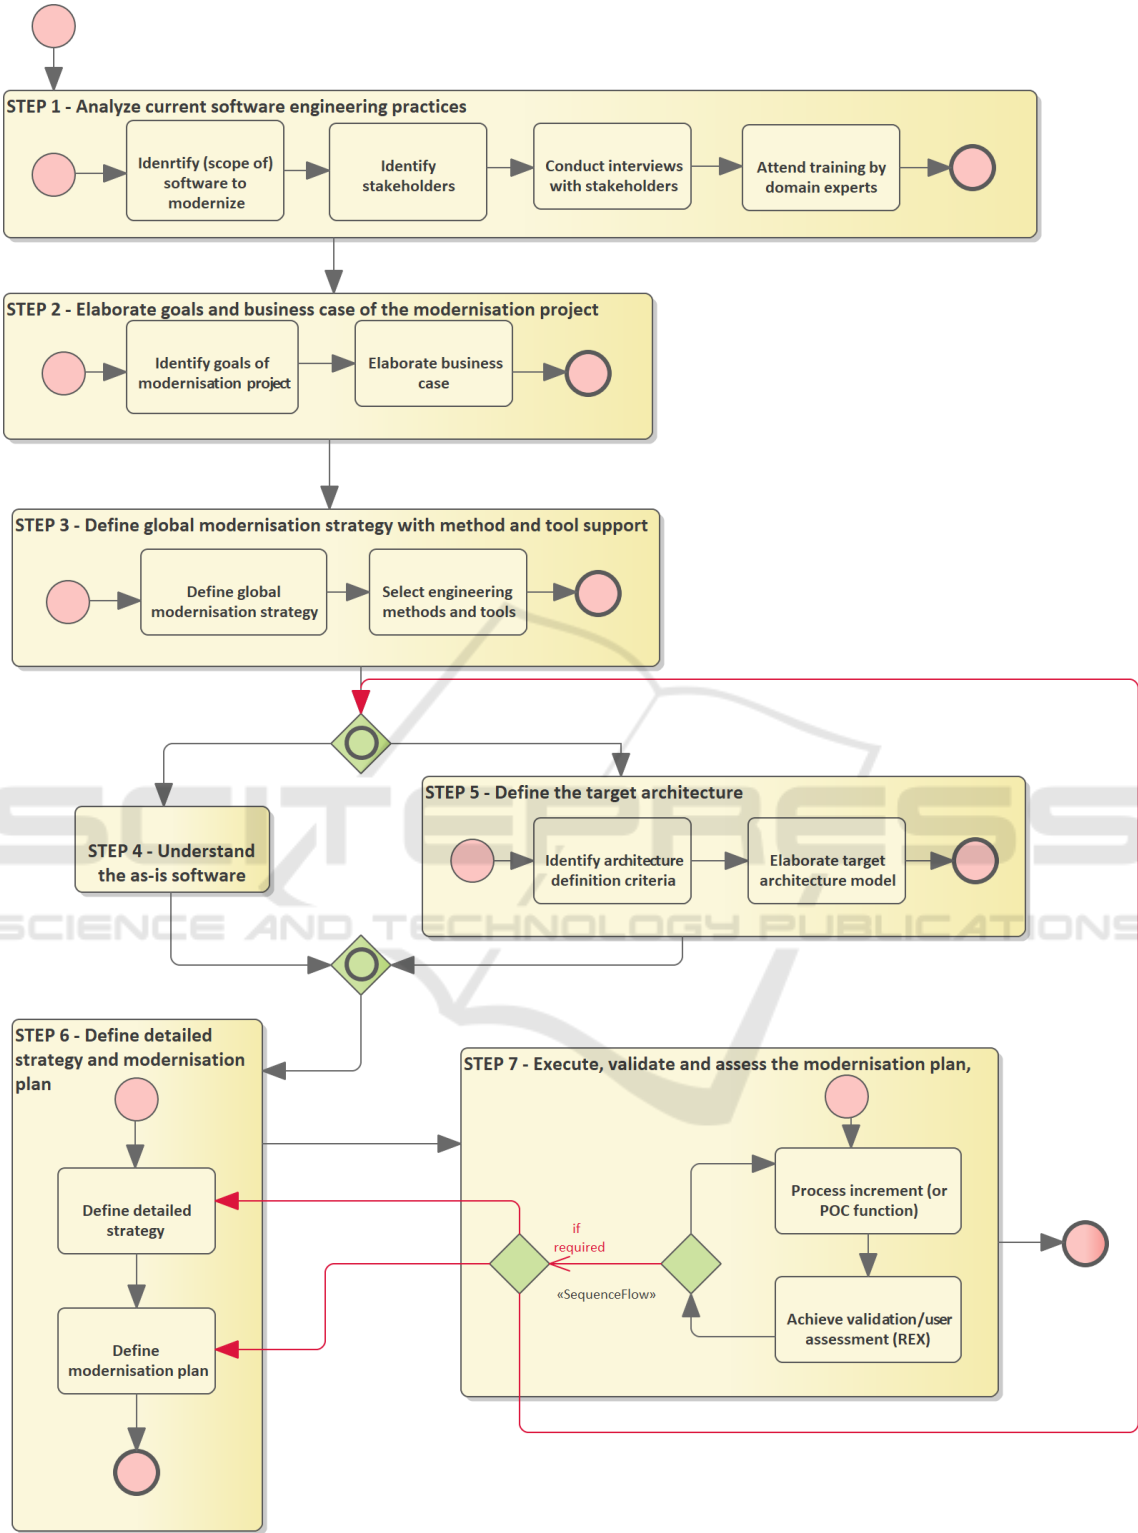 STEP 1 - Analyze current software engineering practices
Idenrtify (scope of)
software to
modernize
Identify
stakeholders
Conduct interviews
with stakeholders
Attend training by
domain experts
STEP 2 - Elaborate goals and business case of the modernisation project
Identify goals of
modernisation project
Elaborate business
case
STEP 3 - Define global modernisation strategy with method and tool support
Define global
modernisation strategy
Select engineering
methods and tools
STEP 4 - Understand
the as-is software
STEP 5 - Define the target architecture
Identify architecture
definition criteria
Elaborate target
architecture model
SCITEPRESS
SCIENCE AND TECHNOLOGY PUBLICATIONS
STEP 6 - Define detailed
strategy and modernisation
plan
Define detailed
strategy
Define
modernisation plan
STEP 7 - Execute, validate and assess the modernisation plan,
Process increment (or
POC function)
if
required
«SequenceFlow»
Achieve validation/user
assessment (REX)